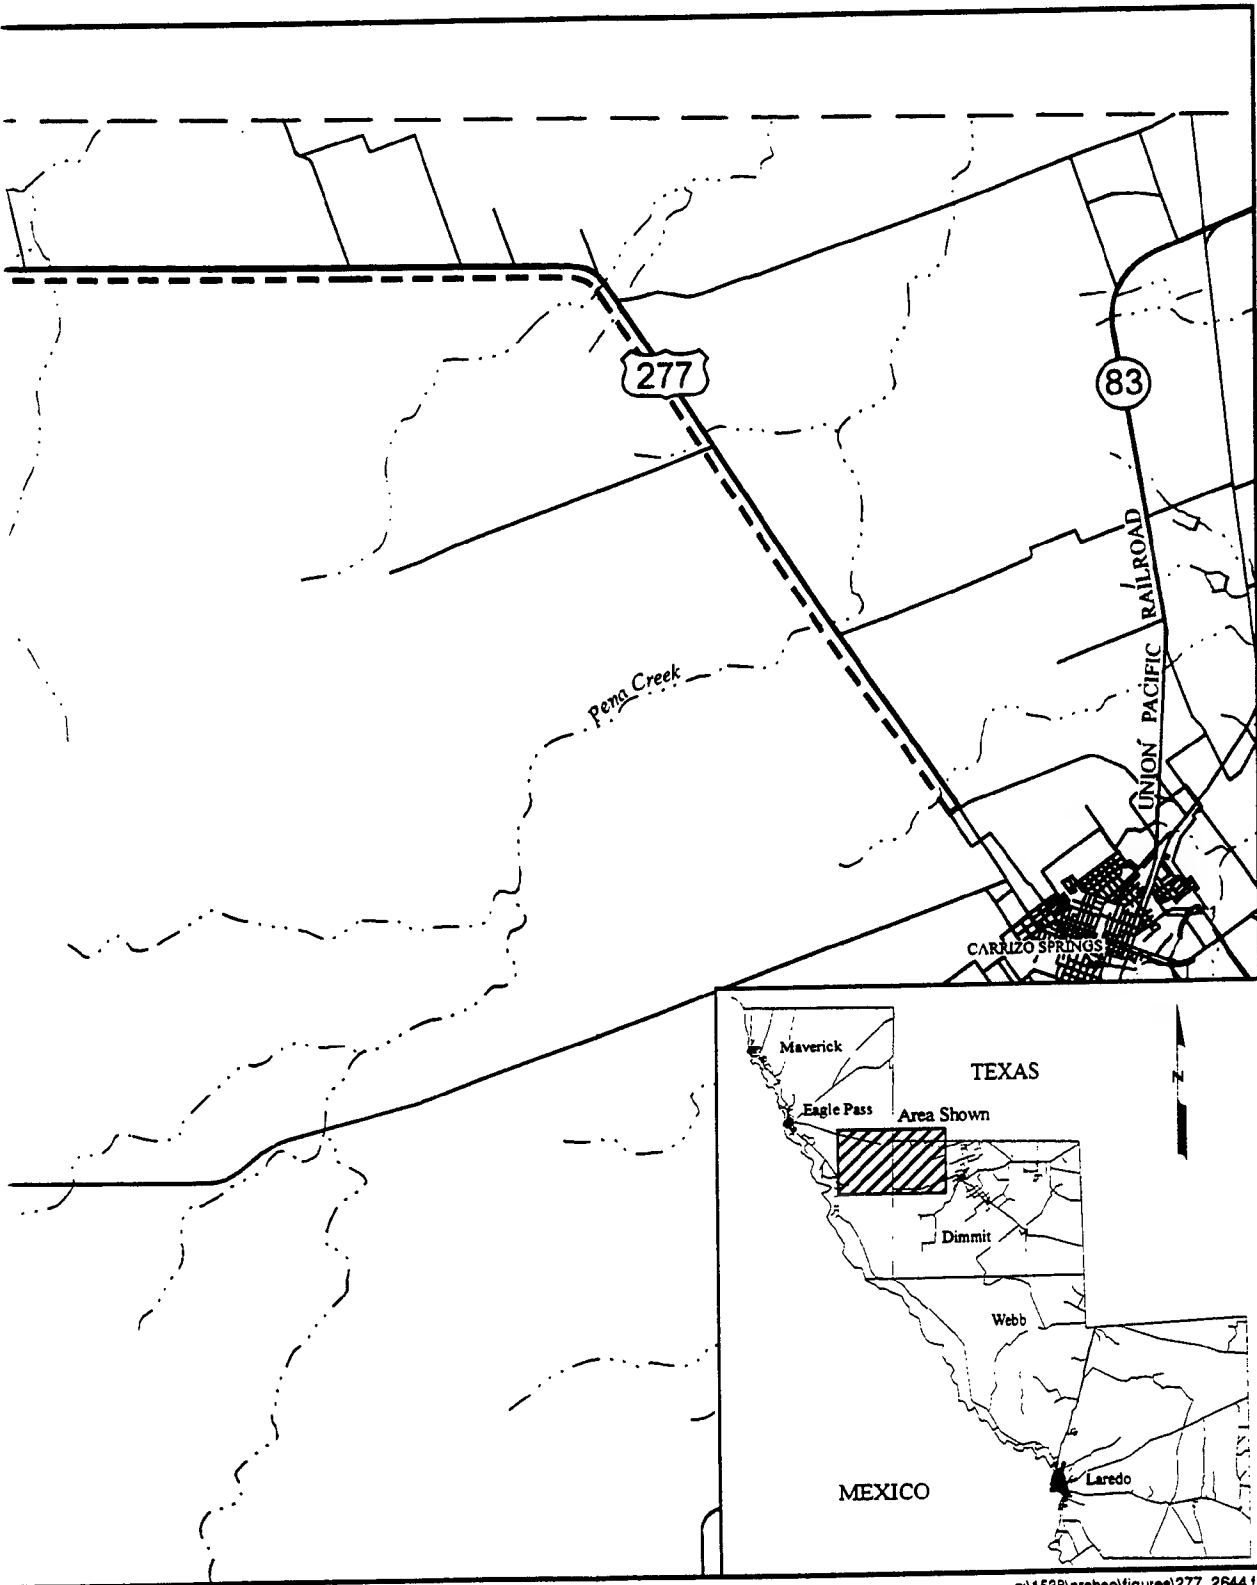 277
83
UNION PACIFIC RAILROAD
Pena Creek
CARRIZO SPRINGS
Maverick
TEXAS
N
Eagle Pass
Area Shown
Dimmit
Webb
MEXICO
Laredo